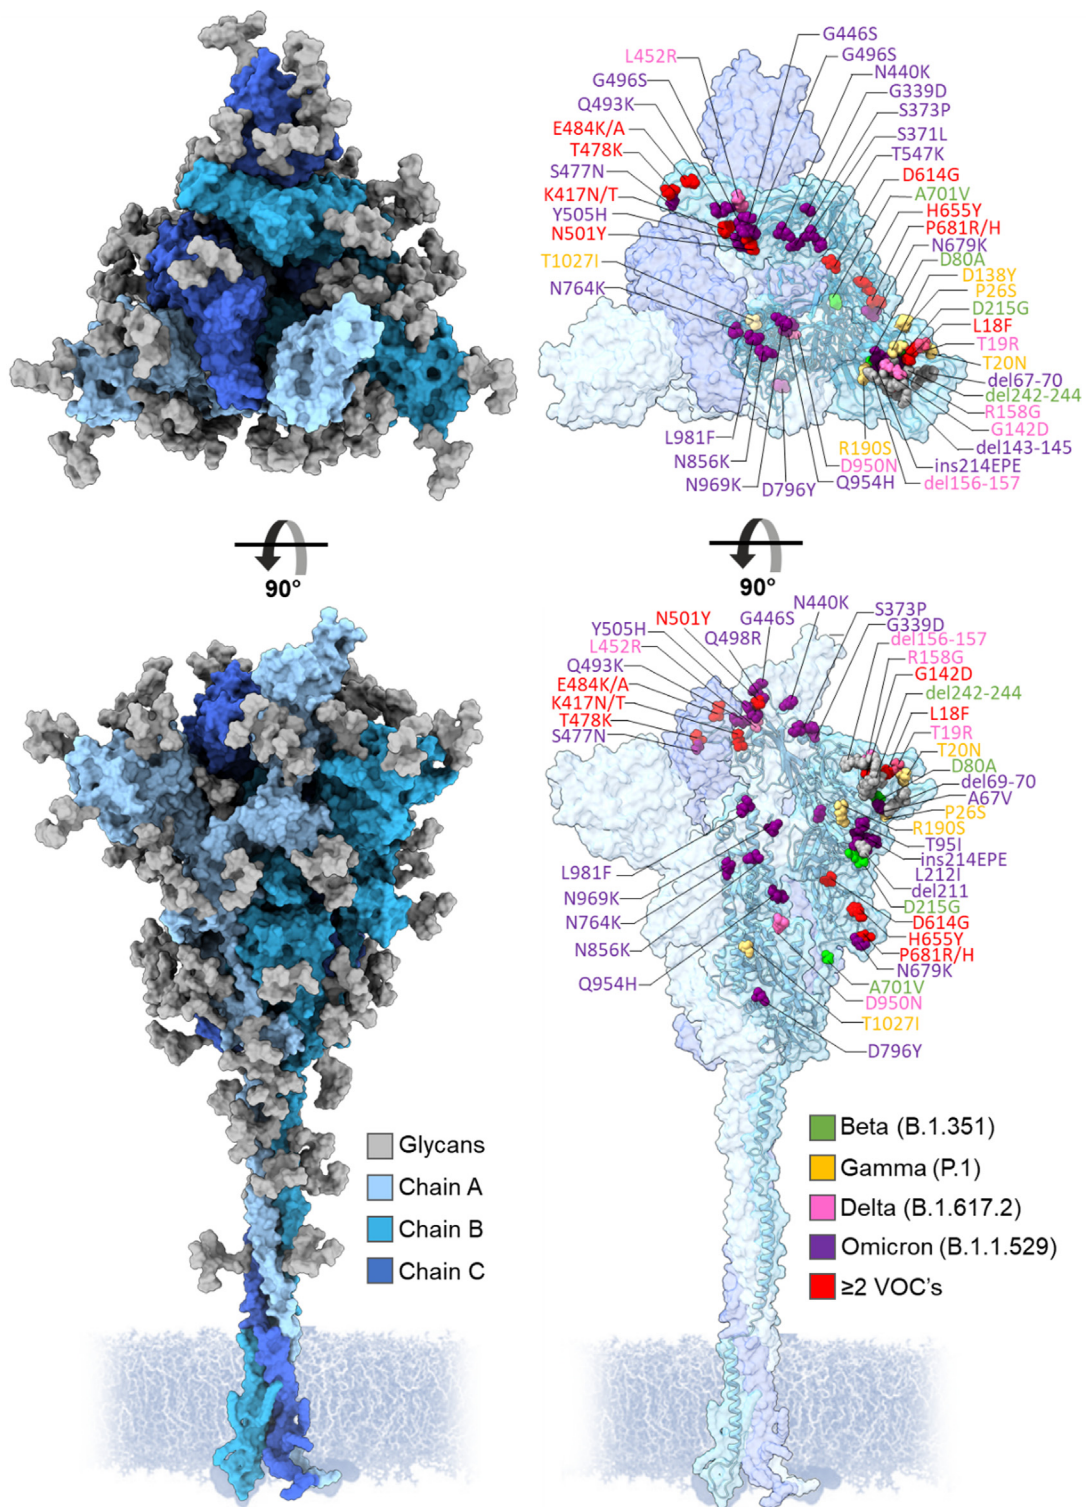 G446S
L452R
G496S
G496S
N440K
Q493K
G339D
S373P
E484K/A
S371L
T478K
T547K
S477N
D614G
K417N/T
A701V
Y505H
H655Y
N501Y
P681R/H
N679K
T1027I
D80A
D138Y
N764K
P26S
D215G
L18F
T19R
T20N
del67-70
del242-244
R158G
G142D
L981F
R190S
del143-145
N856K
D950N
ins214EPE
N969K
D796Y
Q954H
del156-157
90°
90°
N440K
N501Y
G446S
S373P
Y505H
Q498R
G339D
L452R
del156-157
Q493K
R158G
E484K/A
G142D
K417N/T
del242-244
T478K
L18F
S477N
T19R
T20N
D80A
del69-70
A67V
P26S
R190S
T95I
ins214EPE
L981F
L212I
N969K
del211
N764K
D215G
D614G
N856K
H655Y
P681R/H
Q954H
N679K
A701V
D950N
T1027I
D796Y
Glycans
Chain A
Chain B
Chain C
Beta (B.1.351)
Gamma (P.1)
Delta (B.1.617.2)
Omicron (B.1.1.529)
≥2 VOC's